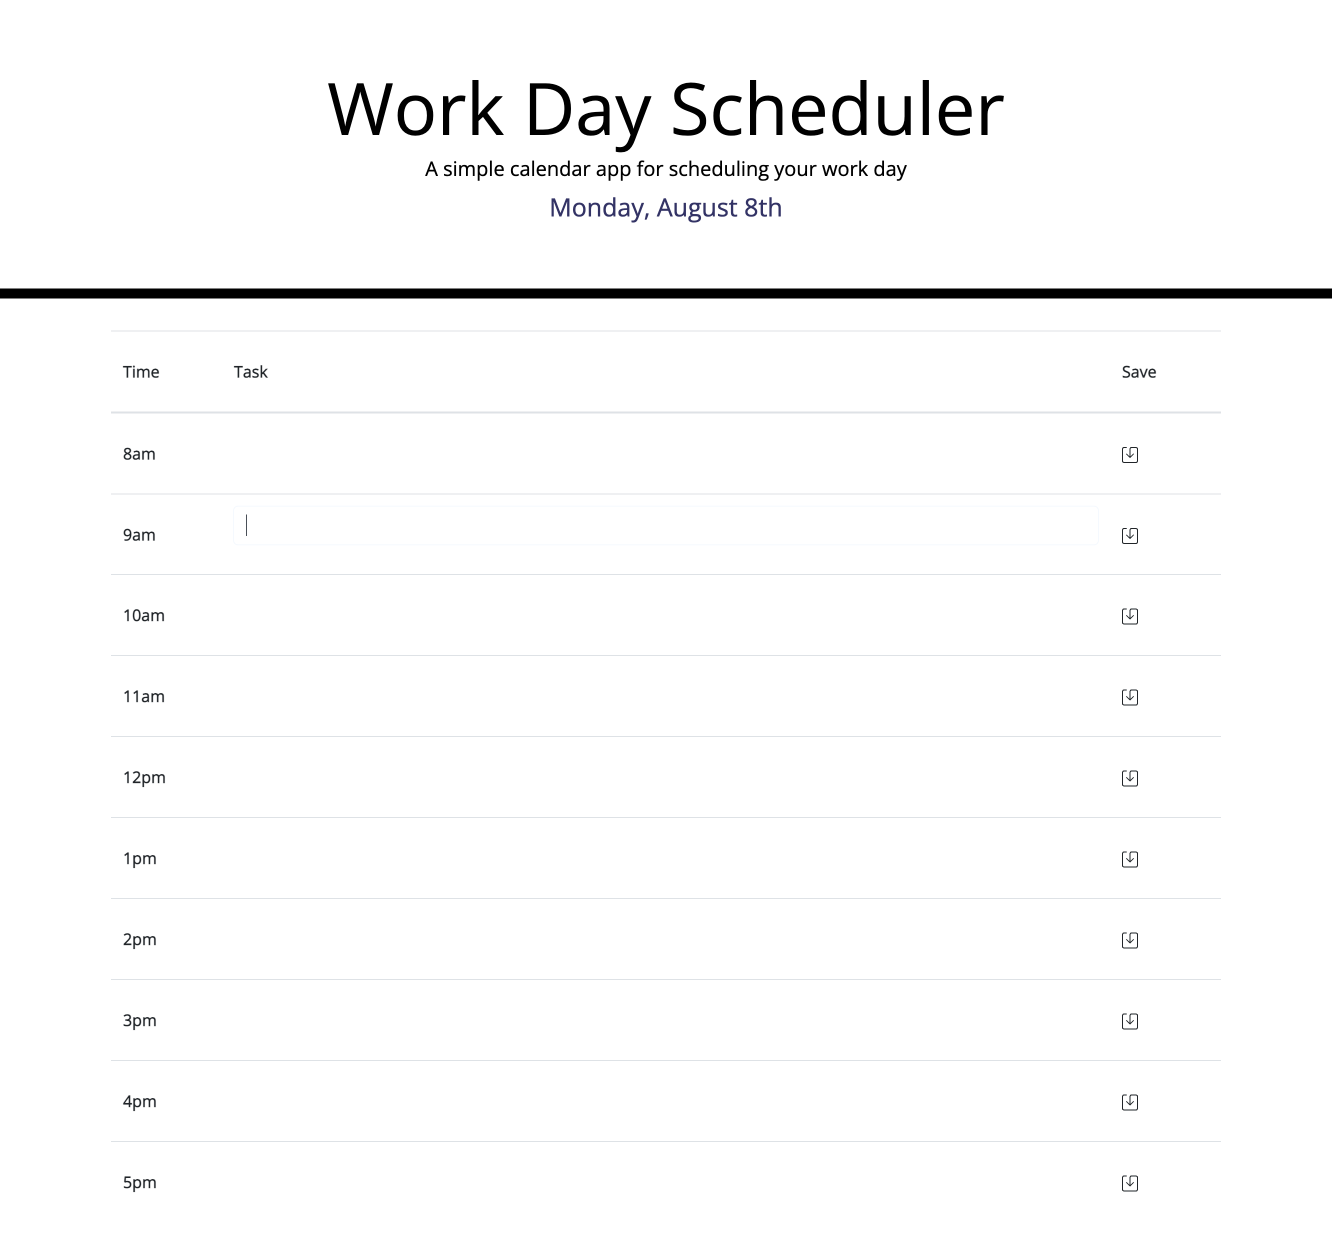 Work Day Scheduler
A simple calendar app for scheduling your work day
Monday, August 8th
Time Task Save
8am
9am
10am
11am
12pm
1pm
2pm
3pm
4pm
5pm